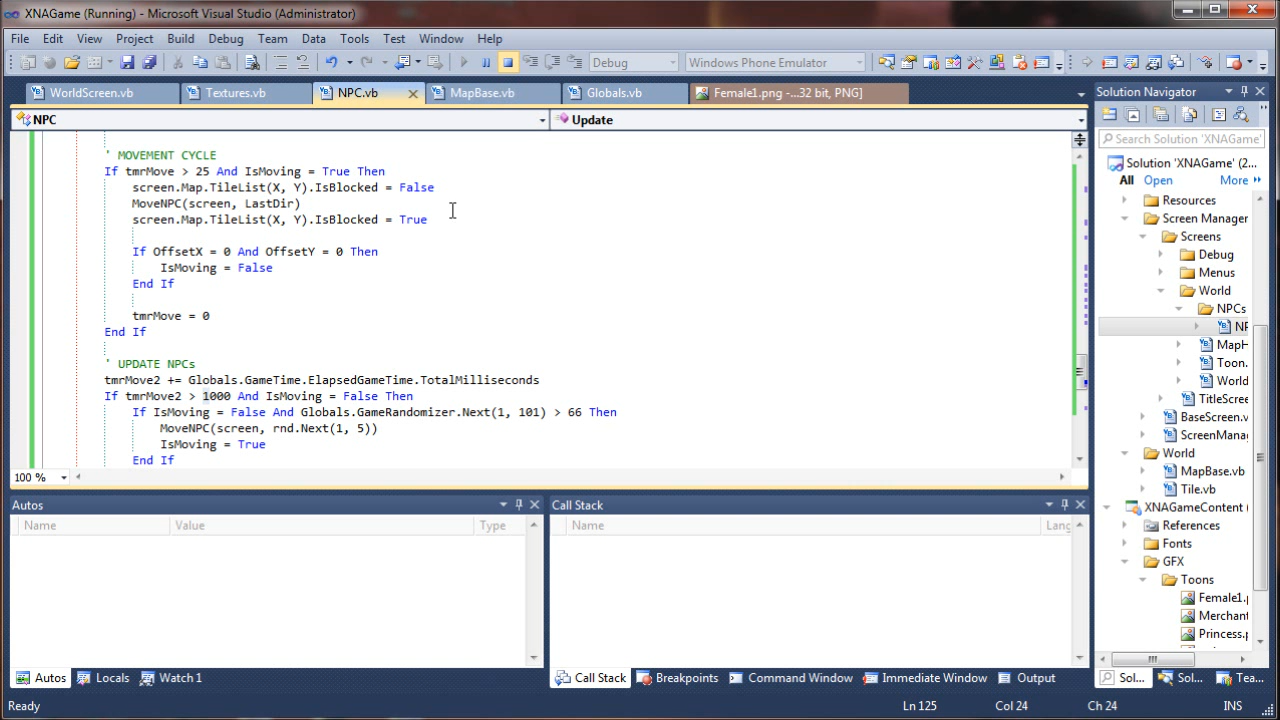 XNAGame (Running) - Microsoft Visual Studio (Administrator)
File Edit View Project Build Debug Team Data Tools Test Window Help
Debug Windows Phone Emulator
WorldScreen.vb Textures.vb NPC.vb MapBase.vb Globals.vb Female1.png -...32 bit, PNG]
NPC Update
' MOVEMENT CYCLE
If tmrMove > 25 And IsMoving = True Then
screen.Map.TileList(X, Y).IsBlocked = False
MoveNPC(screen, LastDir)
screen.Map.TileList(X, Y).IsBlocked = True
If OffsetX = 0 And OffsetY = 0 Then
IsMoving = False
End If
tmrMove = 0
End If
' UPDATE NPCs
tmrMove2 += Globals.GameTime.ElapsedGameTime.TotalMilliseconds
If tmrMove2 > 1000 And IsMoving = False Then
If IsMoving = False And Globals.GameRandomizer.Next(1, 101) > 66 Then
MoveNPC(screen, rnd.Next(1, 5))
IsMoving = True
End If
100 %
Autos
Name Value Type
Autos Locals Watch 1
Call Stack
Name Lang
Call Stack Breakpoints Command Window Immediate Window Output
Solution Navigator
Search Solution 'XNAGame'
Solution 'XNAGame' (2...
All Open More
Resources
Screen Manager
Screens
Debug
Menus
World
NPCs
NP
MapH
Toon.
World
TitleScree
BaseScreen.v
ScreenMana
World
MapBase.vb
Tile.vb
XNAGameContent (
References
Fonts
GFX
Toons
Female1.p
Merchan
Princess.p
Sol... Sol... Tea...
Ready Ln 125 Col 24 Ch 24 INS